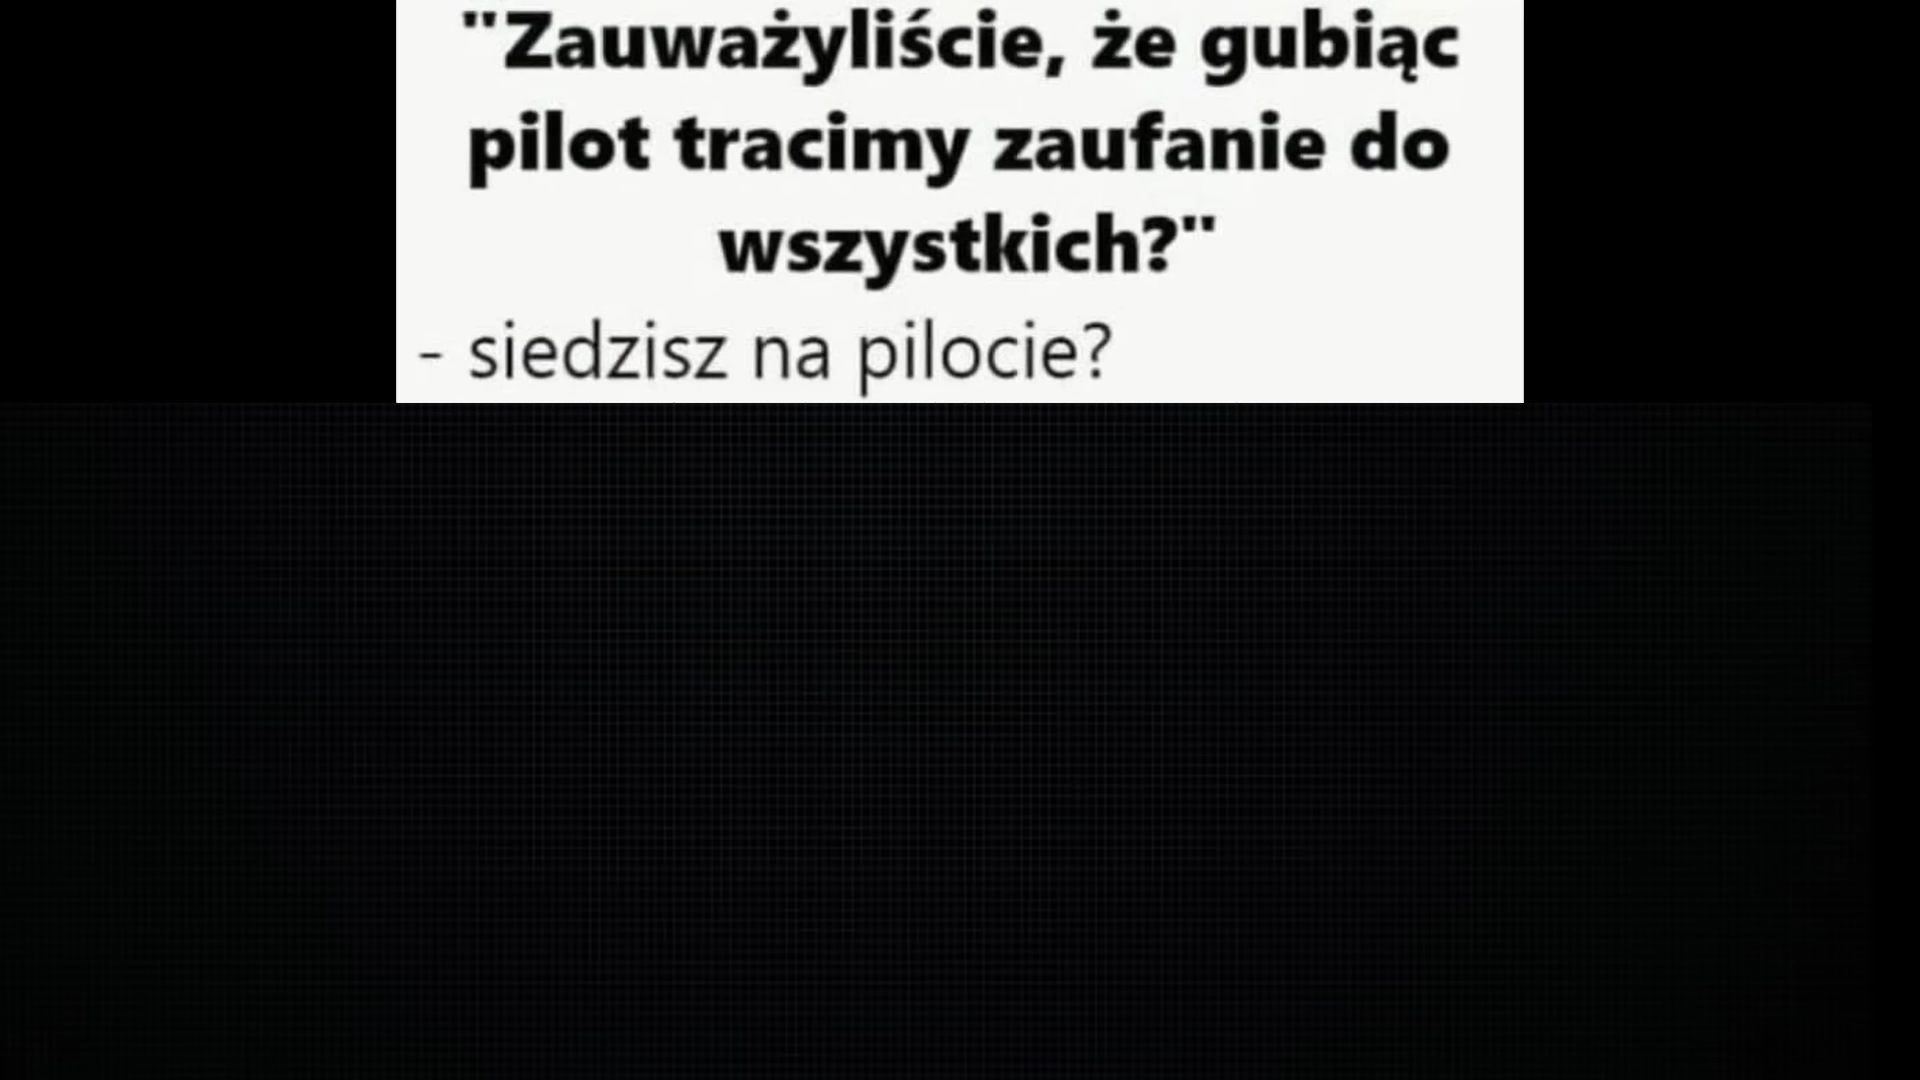 "Zauważyliście, że gubiąc
pilot tracimy zaufanie do
wszystkich?"
- siedzisz na pilocie?